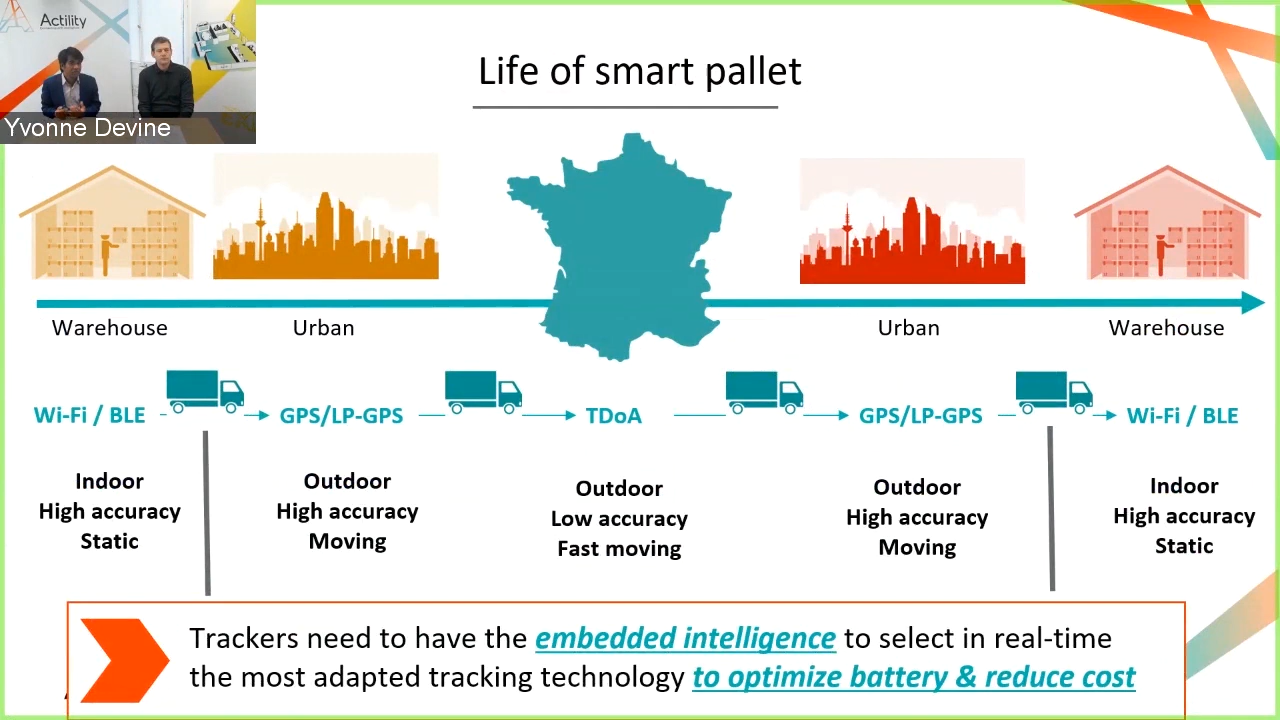 Actility
Yvonne Devine
Life of smart pallet
Warehouse
Urban
Urban
Warehouse
Wi-Fi / BLE
GPS/LP-GPS
TDoA
GPS/LP-GPS
Wi-Fi / BLE
Indoor
High accuracy
Static
Outdoor
High accuracy
Moving
Outdoor
Low accuracy
Fast moving
Outdoor
High accuracy
Moving
Indoor
High accuracy
Static
Trackers need to have the embedded intelligence to select in real-time
the most adapted tracking technology to optimize battery & reduce cost